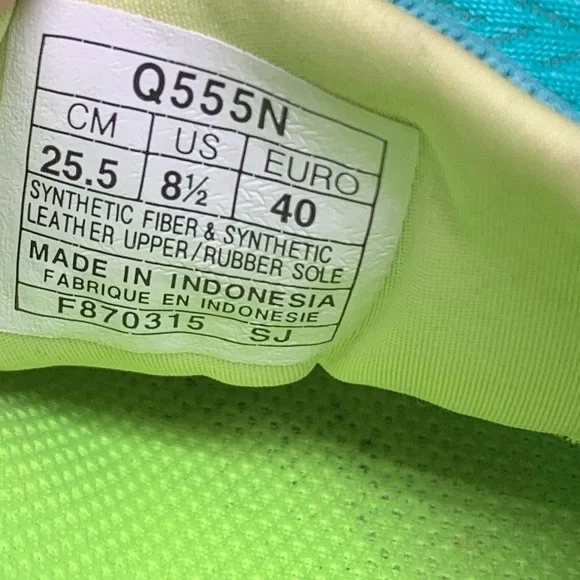 Q555N
CM US EURO
25.5 8½ 40
SYNTHETIC FIBER & SYNTHETIC
LEATHER UPPER/RUBBER SOLE
MADE IN INDONESIA
FABRIQUE EN INDONESIE
F870315 SJ